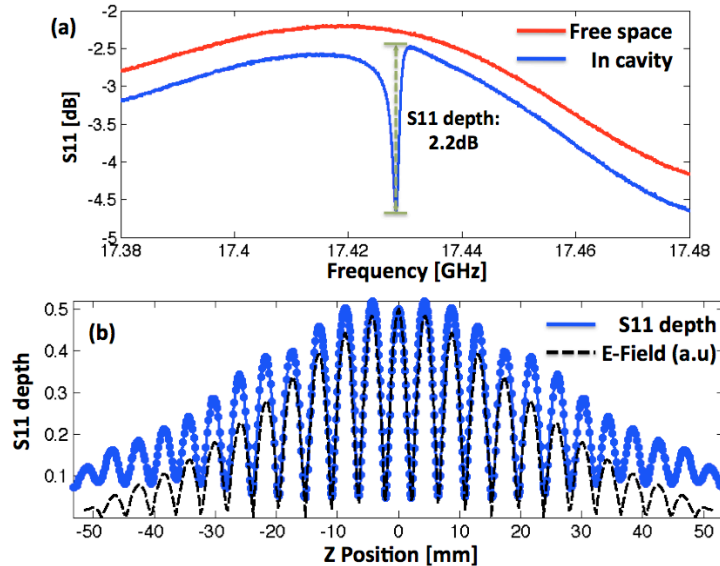 (a)
Free space
In cavity
S11 depth:
2.2dB
S11 [dB]
-2
-2.5
-3
-3.5
-4
-4.5
-5
17.38
17.4
17.42
17.44
17.46
17.48
Frequency [GHz]
(b)
S11 depth
E-Field (a.u)
S11 depth
0.5
0.4
0.3
0.2
0.1
-50
-40
-30
-20
-10
0
10
20
30
40
50
Z Position [mm]